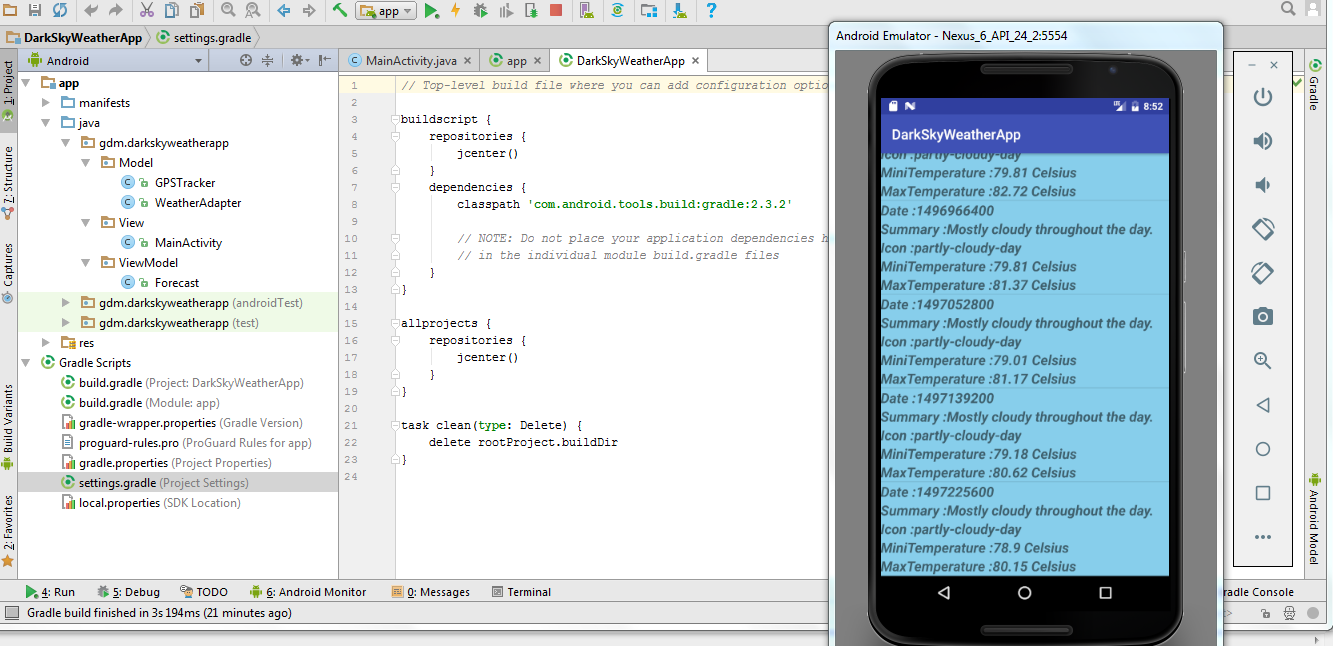 app
DarkSkyWeatherApp
settings.gradle
Android
MainActivity.java
app
DarkSkyWeatherApp
1: Project
Z: Structure
Captures
Build Variants
2: Favorites
app
manifests
java
gdm.darkskyweatherapp
Model
GPSTracker
WeatherAdapter
View
MainActivity
ViewModel
Forecast
gdm.darkskyweatherapp (androidTest)
gdm.darkskyweatherapp (test)
res
Gradle Scripts
build.gradle (Project: DarkSkyWeatherApp)
build.gradle (Module: app)
gradle-wrapper.properties (Gradle Version)
proguard-rules.pro (ProGuard Rules for app)
gradle.properties (Project Properties)
settings.gradle (Project Settings)
local.properties (SDK Location)
1 // Top-level build file where you can add configuration optio
2
3 buildscript {
4 repositories {
5 jcenter()
6 }
7 dependencies {
8 classpath 'com.android.tools.build:gradle:2.3.2'
9
10 // NOTE: Do not place your application dependencies h
11 // in the individual module build.gradle files
12 }
13 }
14
15 allprojects {
16 repositories {
17 jcenter()
18 }
19 }
20
21 task clean(type: Delete) {
22 delete rootProject.buildDir
23 }
24
Android Emulator - Nexus_6_API_24_2:5554
8:52
DarkSkyWeatherApp
Icon :partly-cloudy-day
MiniTemperature :79.81 Celsius
MaxTemperature :82.72 Celsius
Date :1496966400
Summary :Mostly cloudy throughout the day.
Icon :partly-cloudy-day
MiniTemperature :79.81 Celsius
MaxTemperature :81.37 Celsius
Date :1497052800
Summary :Mostly cloudy throughout the day.
Icon :partly-cloudy-day
MiniTemperature :79.01 Celsius
MaxTemperature :81.17 Celsius
Date :1497139200
Summary :Mostly cloudy throughout the day.
Icon :partly-cloudy-day
MiniTemperature :79.18 Celsius
MaxTemperature :80.62 Celsius
Date :1497225600
Summary :Mostly cloudy throughout the day.
Icon :partly-cloudy-day
MiniTemperature :78.9 Celsius
MaxTemperature :80.15 Celsius
Gradle
Android Model
4: Run
5: Debug
TODO
6: Android Monitor
0: Messages
Terminal
radle Console
Gradle build finished in 3s 194ms (21 minutes ago)